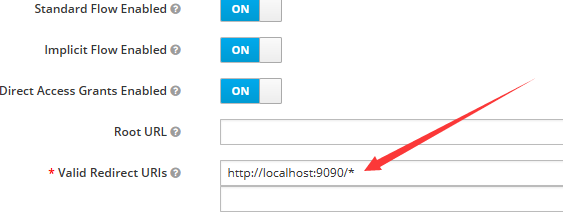 Standard Flow Enabled ON
Implicit Flow Enabled ON
Direct Access Grants Enabled ON
Root URL
* Valid Redirect URIs http://localhost:9090/*